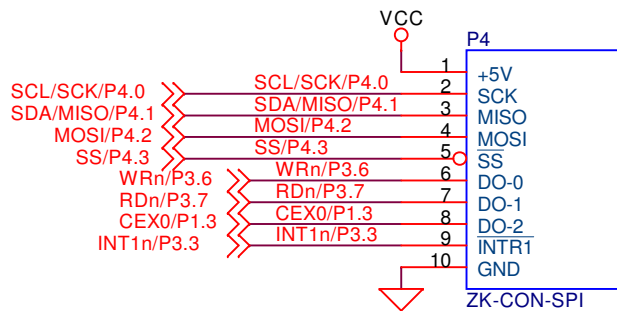 VCC
P4
1 +5V
SCL/SCK/P4.0 SCL/SCK/P4.0 2 SCK
SDA/MISO/P4.1 SDA/MISO/P4.1 3 MISO
MOSI/P4.2 MOSI/P4.2 4 MOSI
SS/P4.3 SS/P4.3 5 SS
WRn/P3.6 WRn/P3.6 6 DO-0
RDn/P3.7 RDn/P3.7 7 DO-1
CEX0/P1.3 CEX0/P1.3 8 DO-2
INT1n/P3.3 INT1n/P3.3 9 INTR1
10 GND
ZK-CON-SPI